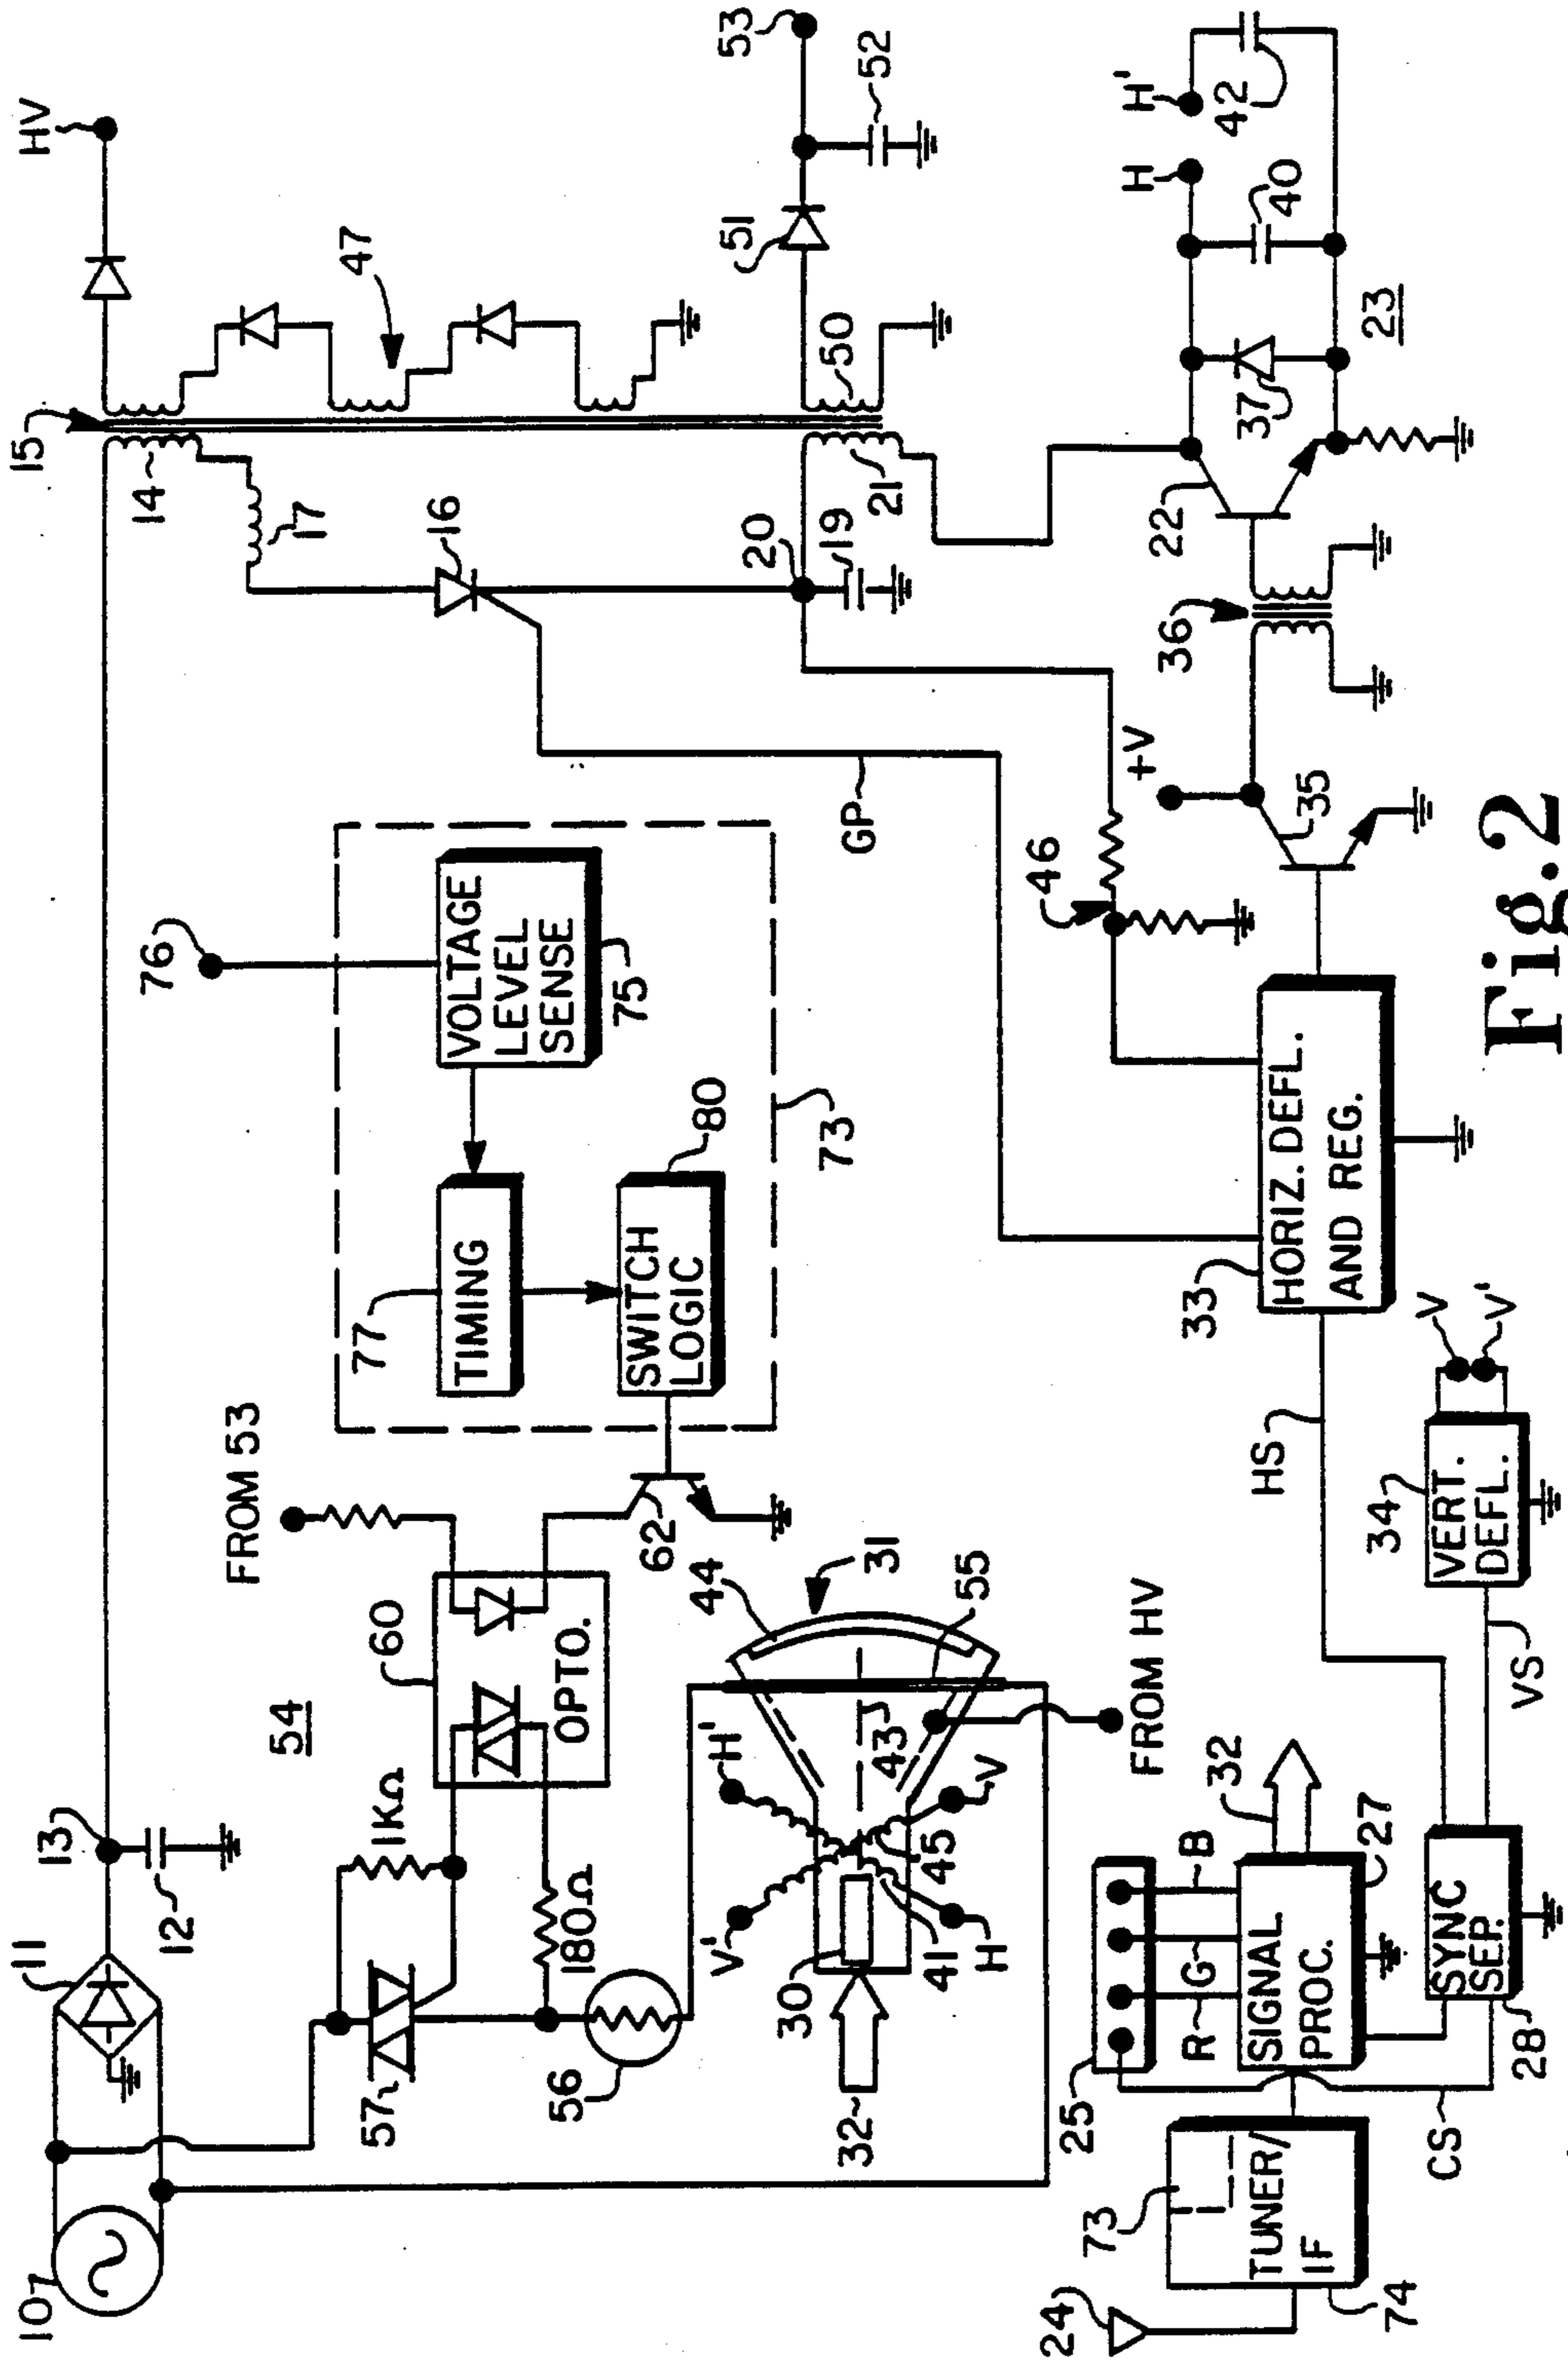 10
11
13
12
15
14
17
16
HV
47
53
52
51
50
20
19
21
FROM 53
54
60
OPTO.
1KΩ
180Ω
57
56
62
76
VOLTAGE
LEVEL
SENSE
75
77
TIMING
SWITCH
LOGIC
80
73
GP
46
+V
36
35
22
37
23
40
H
H'
42
44
31
55
43
FROM HV
V'
H'
V
H
45
41
30
32
24
73
TUNER/
IF
74
25
R
G
B
SIGNAL
PROC.
27
32
CS
SYNC
SEP.
28
HS
VS
34
VERT.
DEFL.
V
V'
33
HORIZ. DEFL.
AND REG.
Fig.2